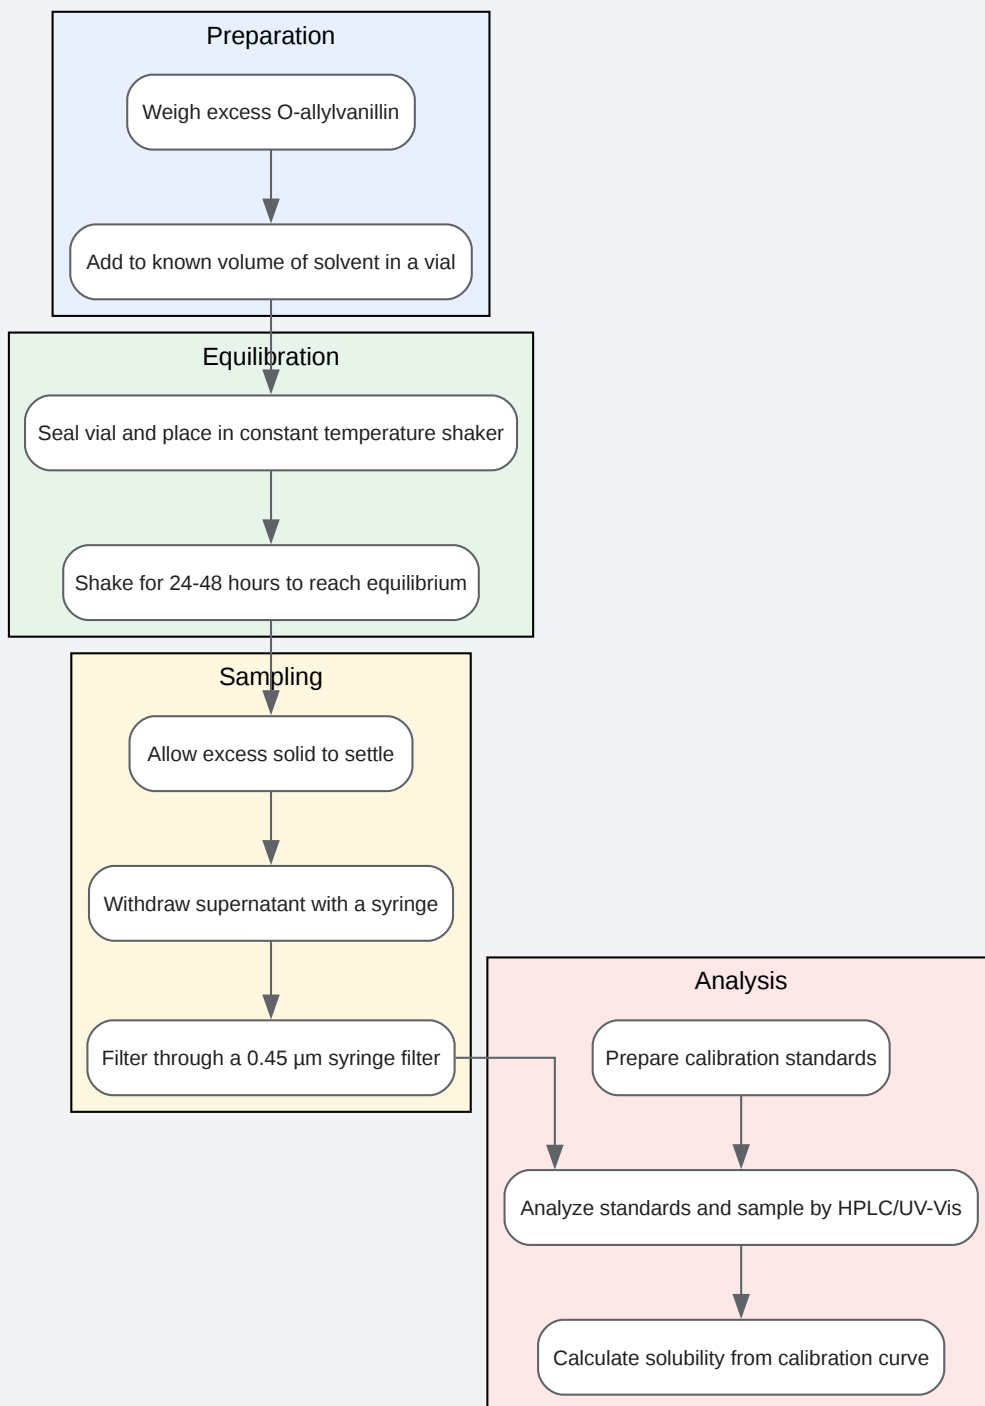 Preparation
Weigh excess O-allylvanillin
Add to known volume of solvent in a vial
Equilibration
Seal vial and place in constant temperature shaker
Shake for 24-48 hours to reach equilibrium
Sampling
Allow excess solid to settle
Withdraw supernatant with a syringe
Filter through a 0.45 µm syringe filter
Analysis
Prepare calibration standards
Analyze standards and sample by HPLC/UV-Vis
Calculate solubility from calibration curve